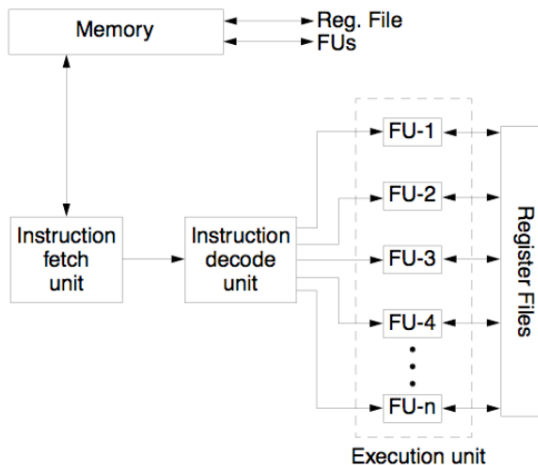 Memory
Reg. File
FUs
Instruction
fetch
unit
Instruction
decode
unit
FU-1
FU-2
FU-3
FU-4
FU-n
Register Files
Execution unit